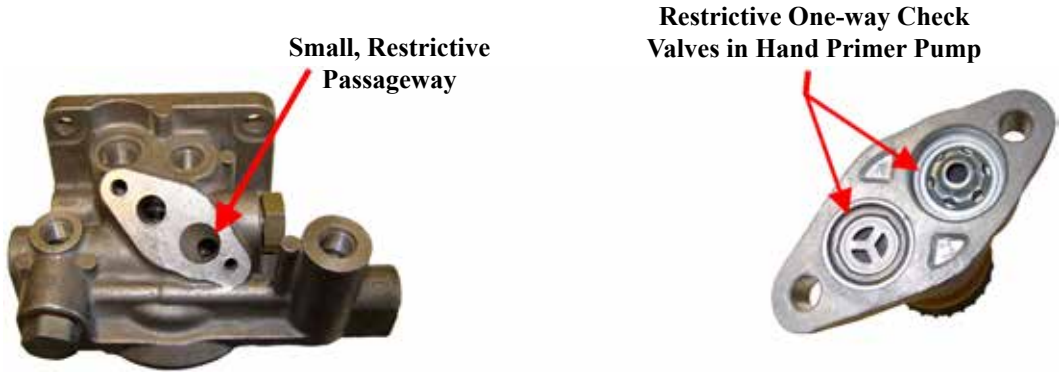 Small, Restrictive
Passageway
Restrictive One-way Check
Valves in Hand Primer Pump